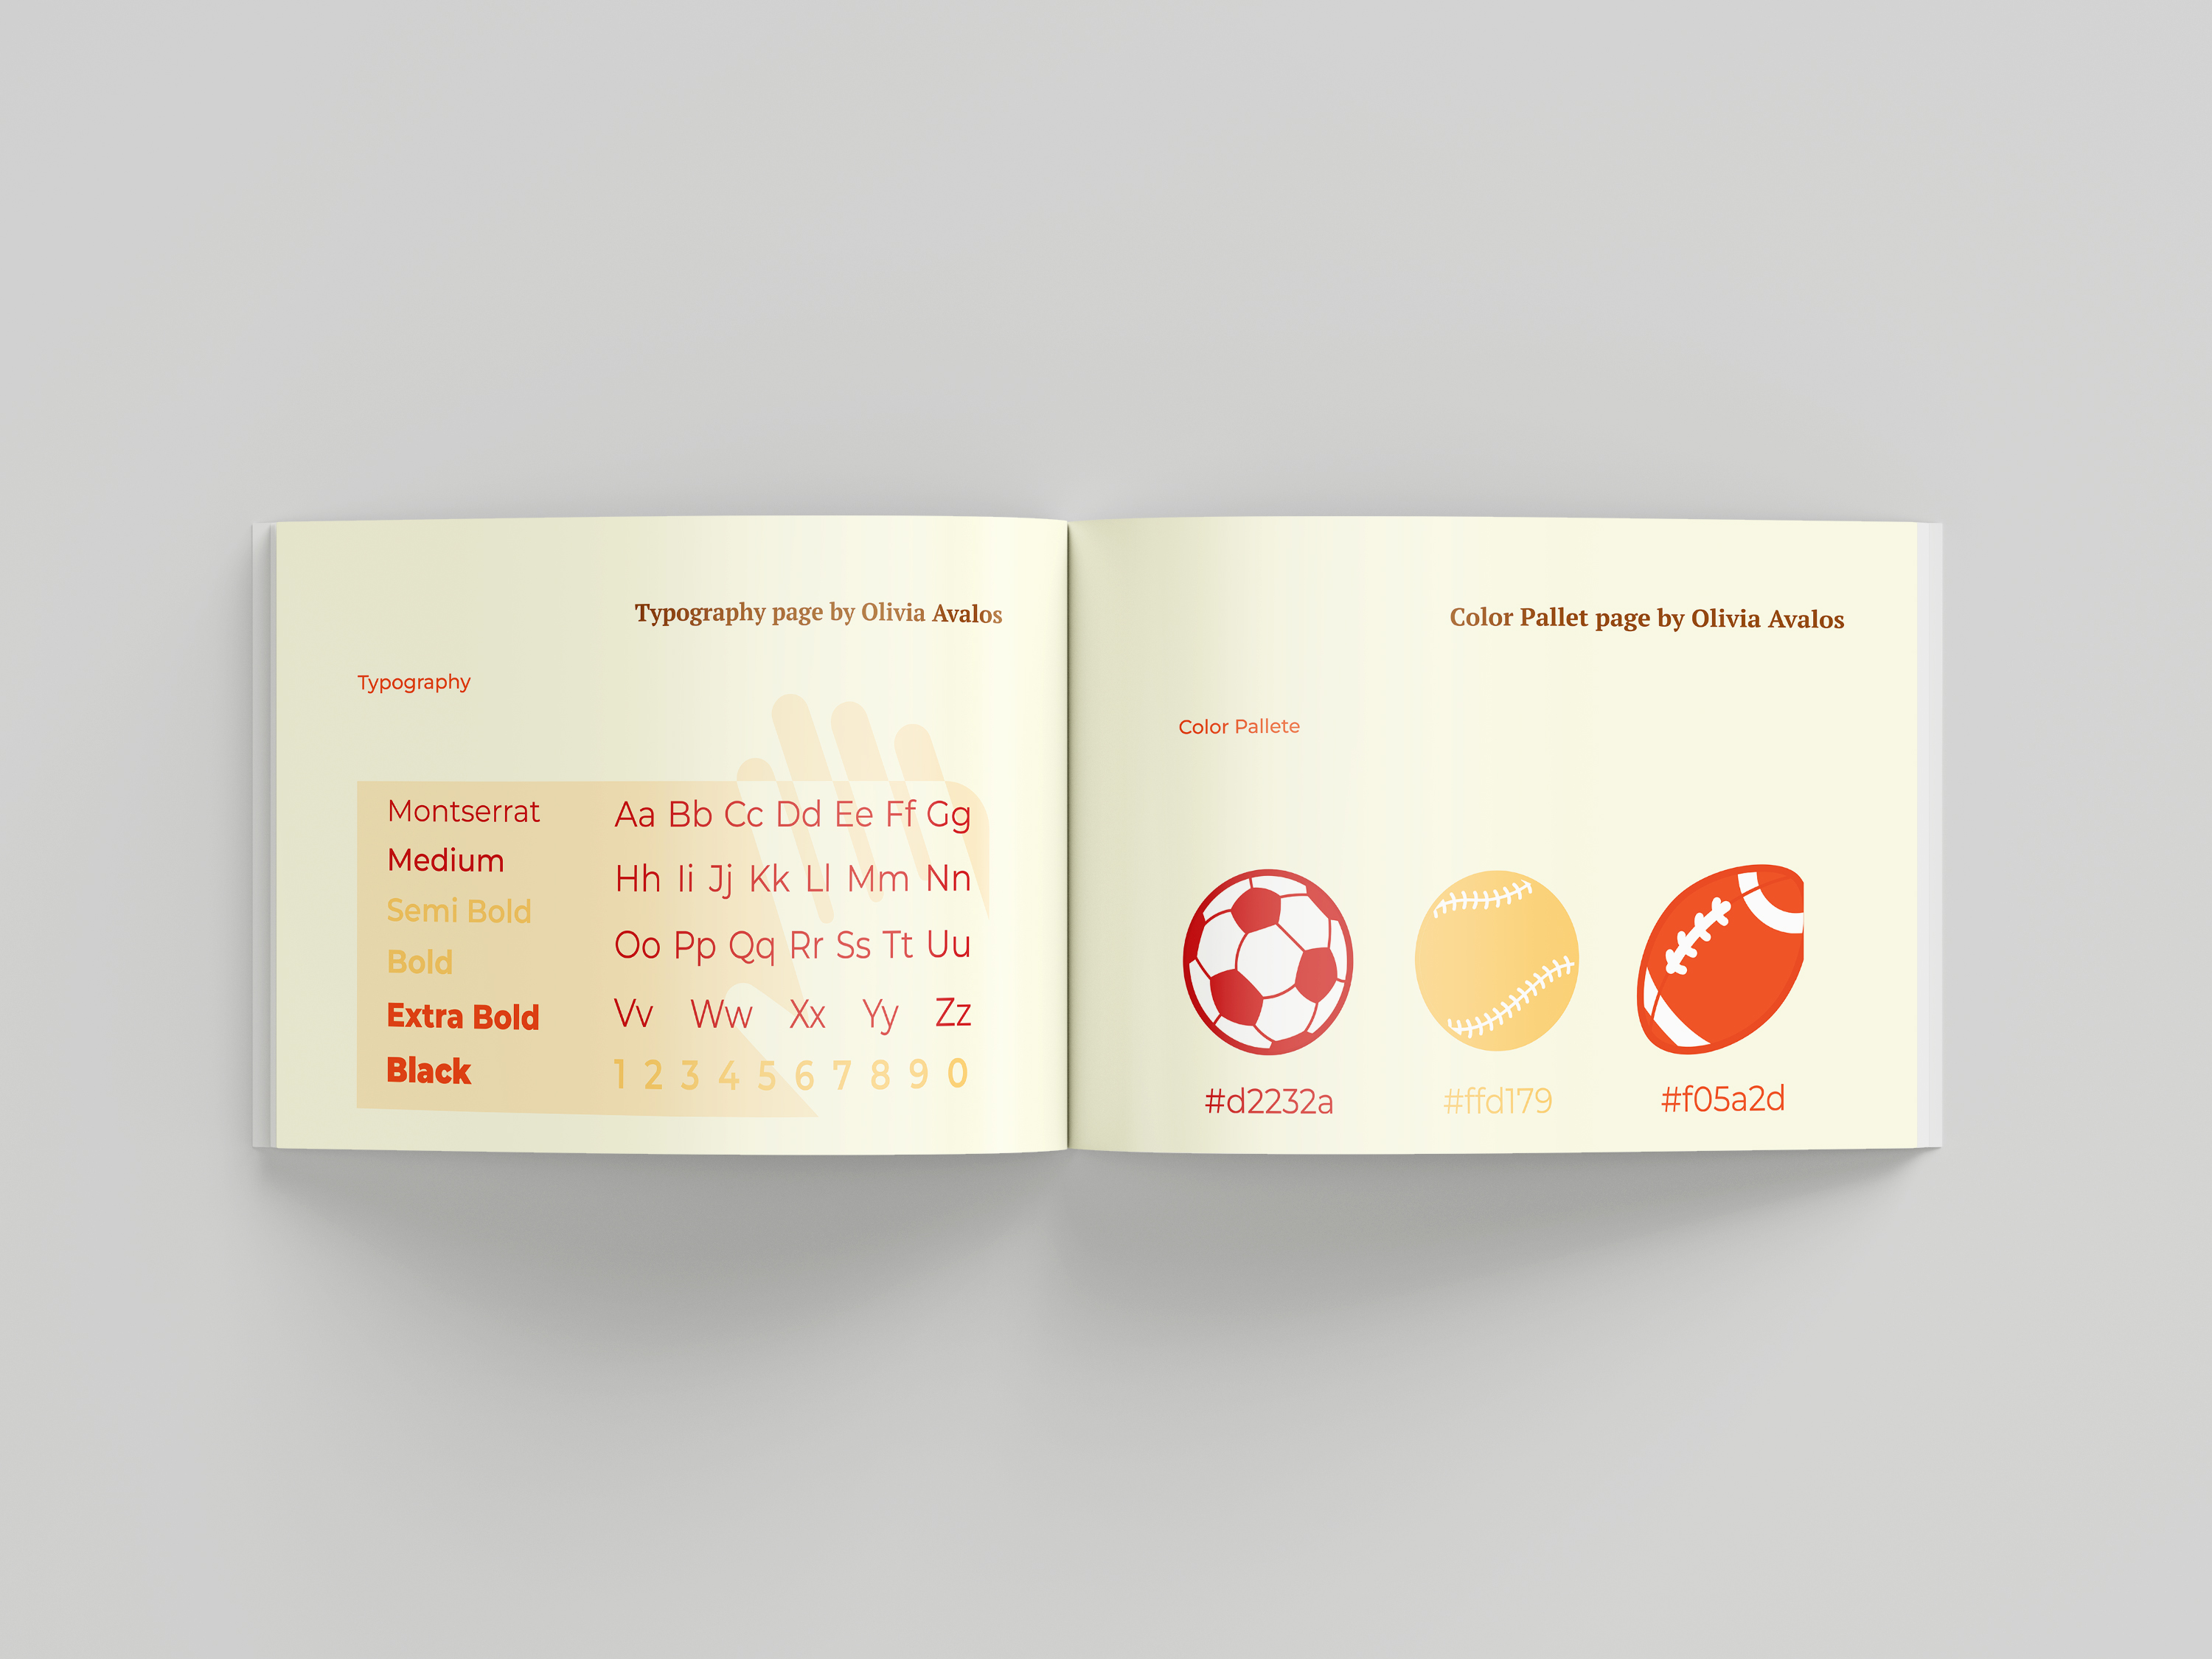 Typography page by Olivia Avalos
Typography
Montserrat
Medium
Semi Bold
Bold
Extra Bold
Black
Aa Bb Cc Dd Ee Ff Gg
Hh Ii Jj Kk Ll Mm Nn
Oo Pp Qq Rr Ss Tt Uu
Vv Ww Xx Yy Zz
1 2 3 4 5 6 7 8 9 0
Color Pallet page by Olivia Avalos
Color Pallete
#d2232a
#ffd179
#f05a2d